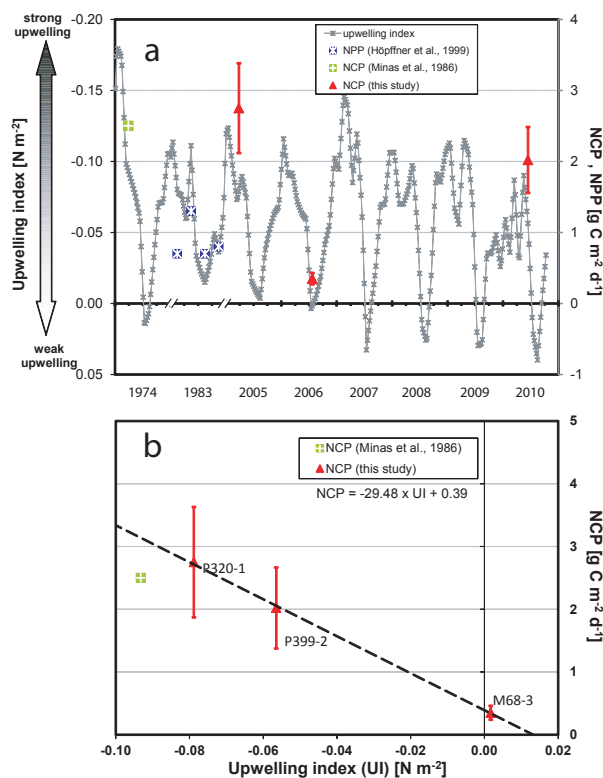 strong
upwelling
Upwelling index [N m-2]
weak
upwelling
-0.20
-0.15
-0.10
-0.05
0.00
0.05
a
upwelling index
NPP (Höpffner et al., 1999)
NCP (Minas et al., 1986)
NCP (this study)
4
3
2
1
0
-1
NCP, NPP [g C m-2 d-1]
1974
1983
2005
2006
2007
2008
2009
2010
b
NCP (Minas et al., 1986)
NCP (this study)
NCP = -29.48 x UI + 0.39
P320-1
P399-2
M68-3
5
4
3
2
1
0
NCP [g C m-2 d-1]
-0.10
-0.08
-0.06
-0.04
-0.02
0.00
0.02
Upwelling index (UI) [N m-2]